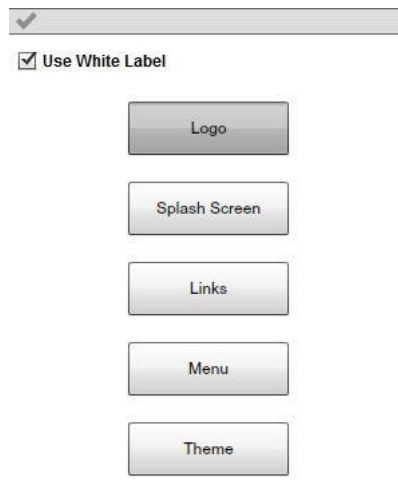 Use White Label
Logo
Splash Screen
Links
Menu
Theme